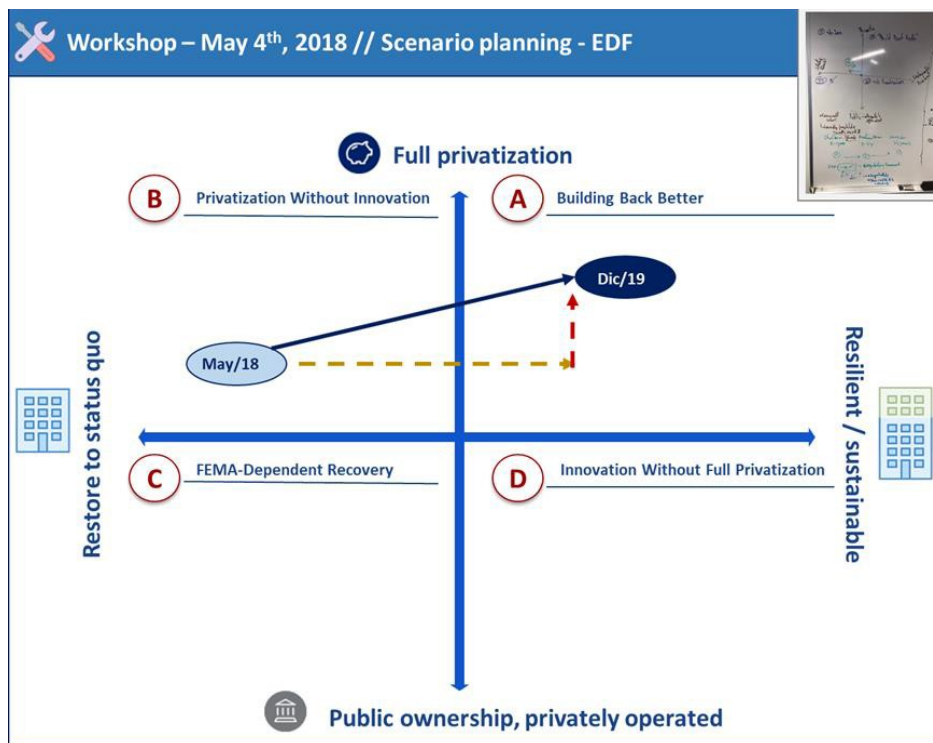 Workshop – May 4th, 2018 // Scenario planning - EDF
Full privatization
B
Privatization Without Innovation
A
Building Back Better
Dic/19
May/18
Restore to status quo
Resilient / sustainable
C
FEMA-Dependent Recovery
D
Innovation Without Full Privatization
Public ownership, privately operated